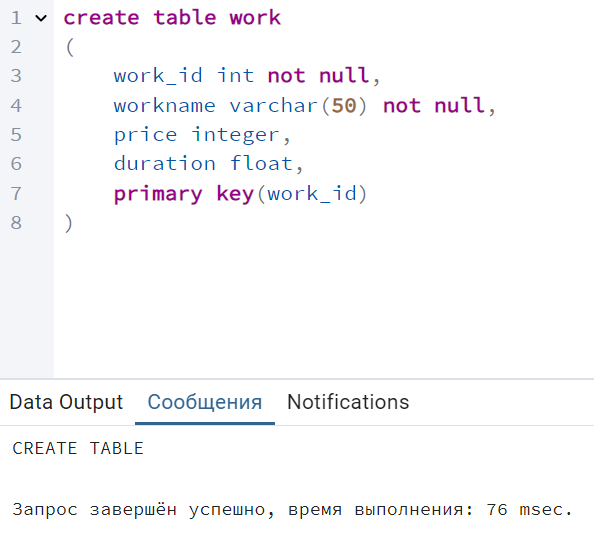 1 create table work
2 (
3 work_id int not null,
4 workname varchar(50) not null,
5 price integer,
6 duration float,
7 primary key(work_id)
8 )
Data Output Сообщения Notifications
CREATE TABLE
Запрос завершён успешно, время выполнения: 76 msec.